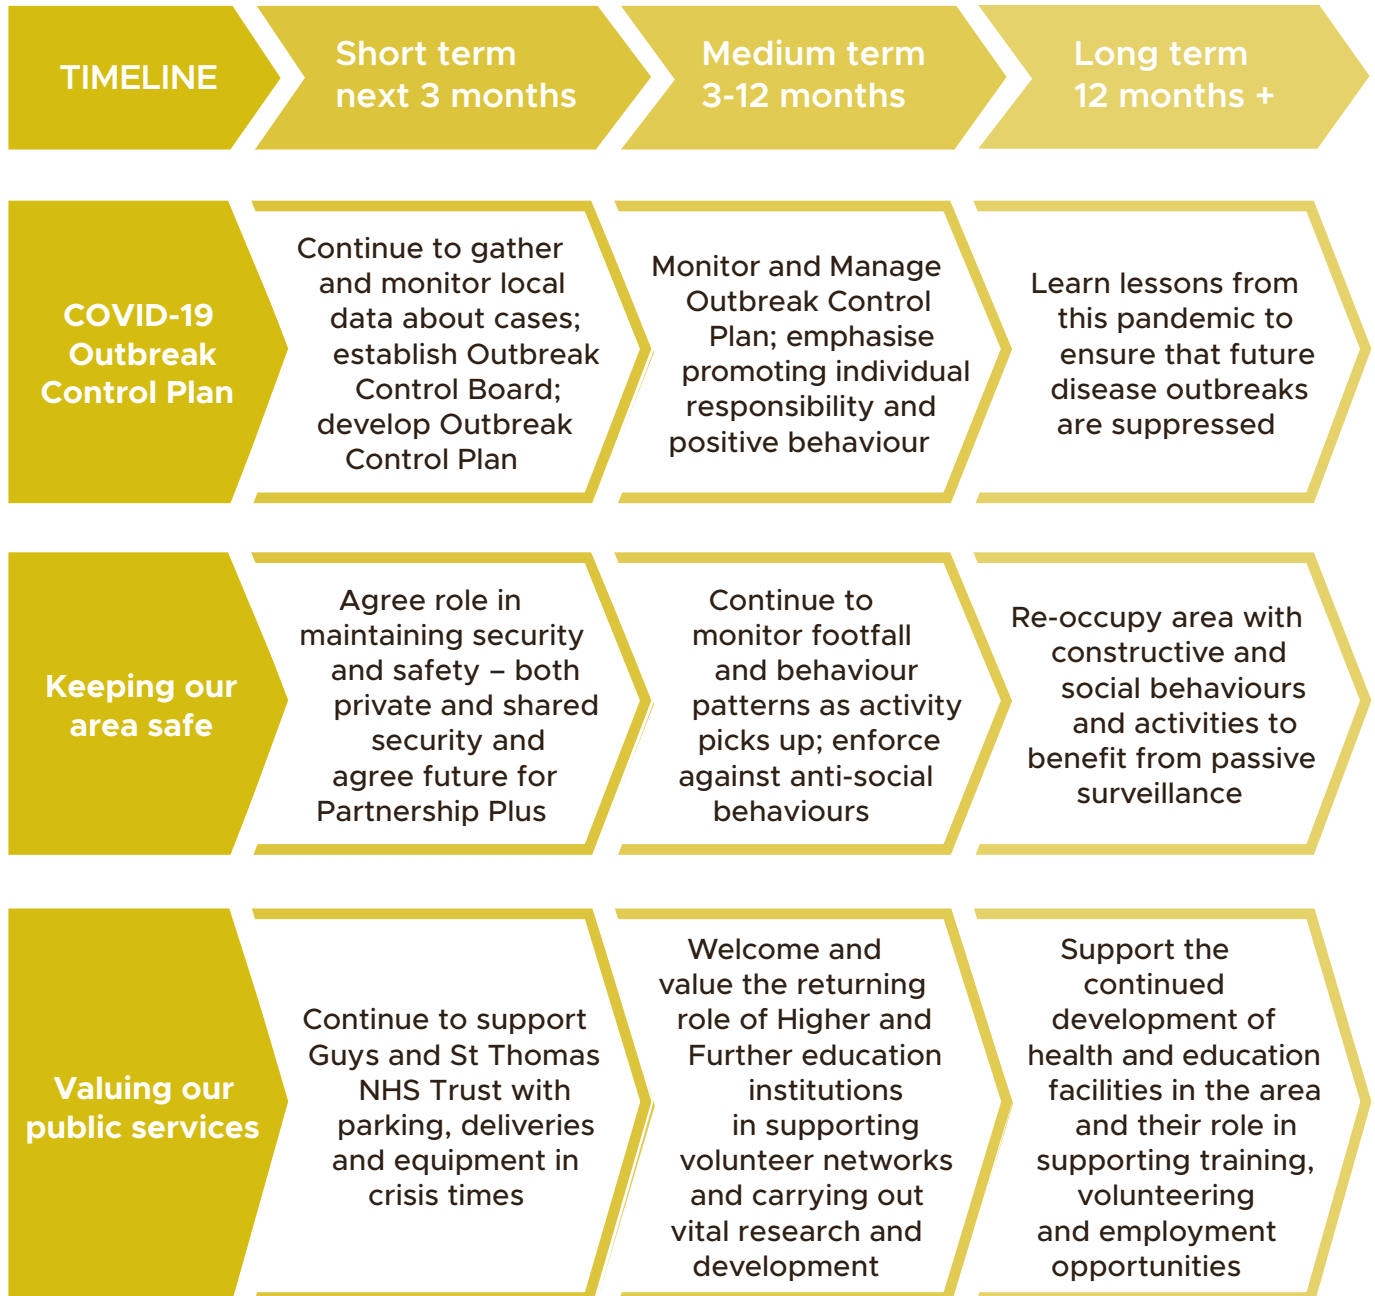 TIMELINE
Short term
next 3 months
Medium term
3-12 months
Long term
12 months +
COVID-19
Outbreak
Control Plan
Continue to gather
and monitor local
data about cases;
establish Outbreak
Control Board;
develop Outbreak
Control Plan
Monitor and Manage
Outbreak Control
Plan; emphasise
promoting individual
responsibility and
positive behaviour
Learn lessons from
this pandemic to
ensure that future
disease outbreaks
are suppressed
Keeping our
area safe
Agree role in
maintaining security
and safety – both
private and shared
security and
agree future for
Partnership Plus
Continue to
monitor footfall
and behaviour
patterns as activity
picks up; enforce
against anti-social
behaviours
Re-occupy area with
constructive and
social behaviours
and activities to
benefit from passive
surveillance
Valuing our
public services
Continue to support
Guys and St Thomas
NHS Trust with
parking, deliveries
and equipment in
crisis times
Welcome and
value the returning
role of Higher and
Further education
institutions
in supporting
volunteer networks
and carrying out
vital research and
development
Support the
continued
development of
health and education
facilities in the area
and their role in
supporting training,
volunteering
and employment
opportunities